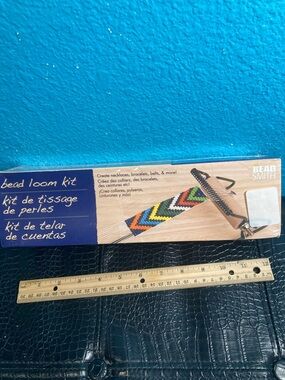 bead loom kit
kit de tissage
de perles
kit de telar
de cuentas
Create necklaces, bracelets, belts, & more!
Créez des colliers, des bracelets,
des ceintures etc!
¡Crea collares, pulseras,
cinturones y más!
BEAD
SMITH